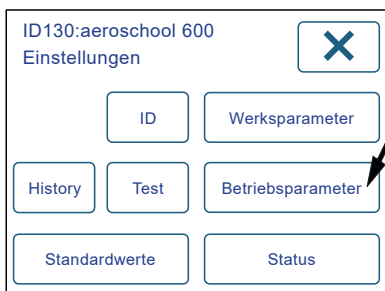 ID130:aeroschool 600
Einstellungen
ID
Werksparameter
History
Test
Betriebsparameter
Standardwerte
Status